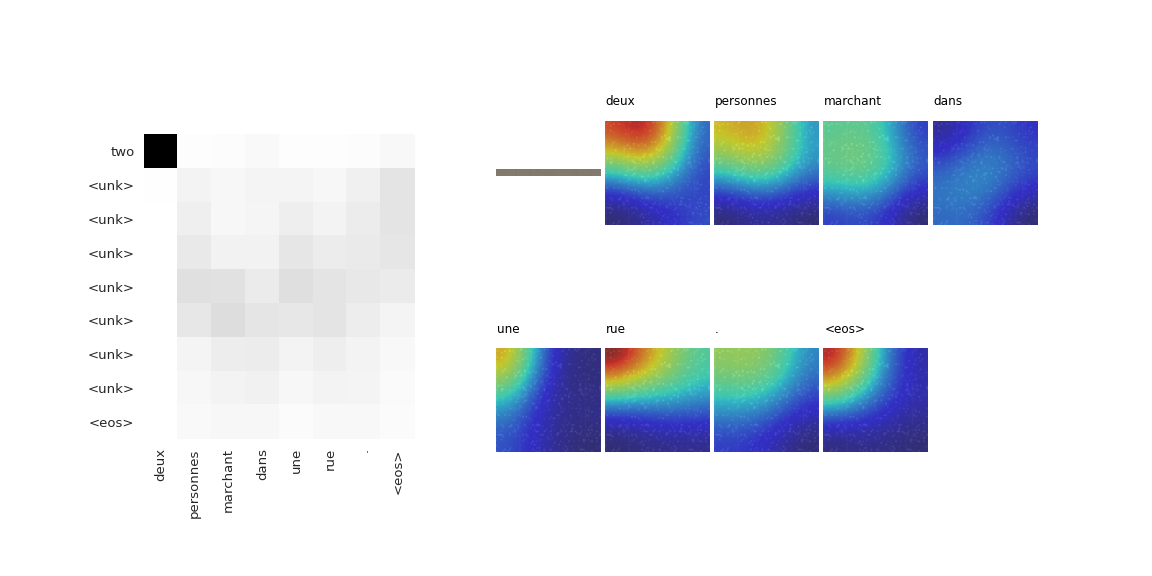 two
<unk>
<unk>
<unk>
<unk>
<unk>
<unk>
<unk>
<eos>
deux
personnes
marchant
dans
une
rue
.
<eos>
deux personnes marchant dans
une rue . <eos>